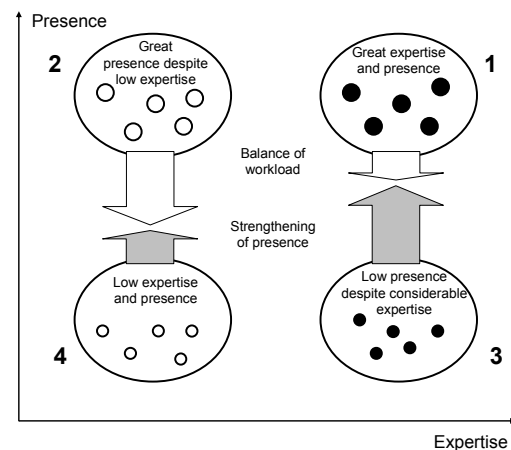 Presence
2
Great
presence despite
low expertise
Great expertise
and presence
1
Balance of
workload
Strengthening
of presence
Low expertise
and presence
4
Low presence
despite considerable
expertise
3
Expertise